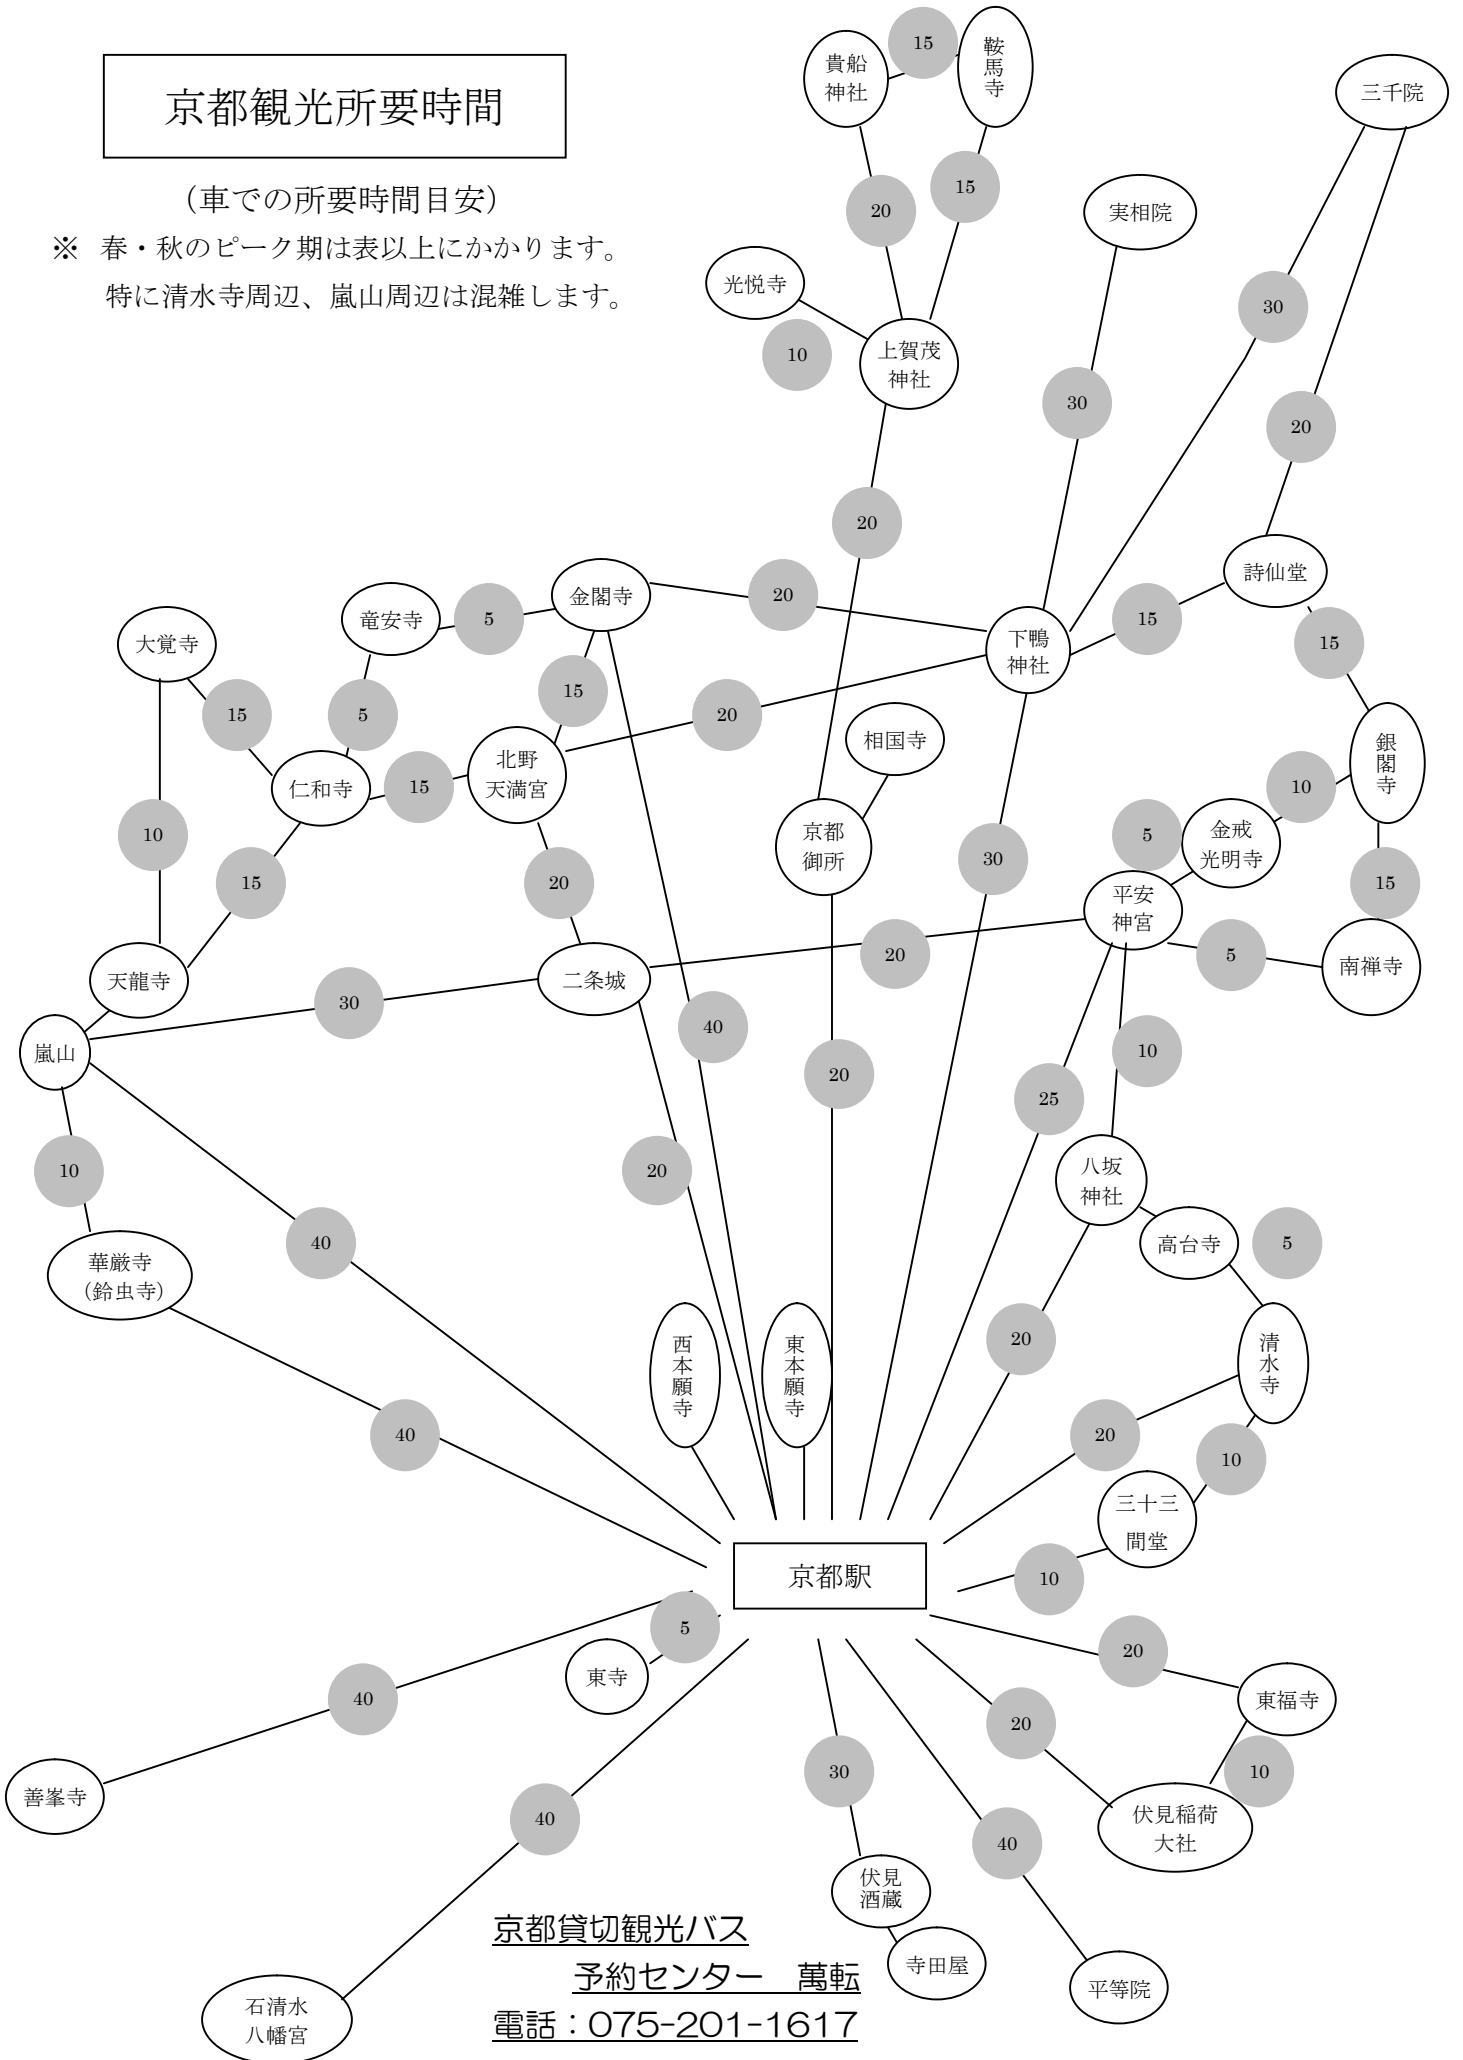 京都観光所要時間
（車での所要時間目安）
※ 春・秋のピーク期は表以上にかかります。
特に清水寺周辺、嵐山周辺は混雑します。
貴船
神社
15
鞍馬寺
三千院
20
15
実相院
光悦寺
10
上賀茂
神社
30
30
20
20
詩仙堂
金閣寺
20
竜安寺
5
大覚寺
下鴨
神社
15
15
15
5
15
20
相国寺
銀閣寺
北野
天満宮
仁和寺
15
10
京都
御所
金戒
光明寺
5
10
15
20
30
15
平安
神宮
20
5
南禅寺
天龍寺
二条城
30
40
嵐山
10
20
25
10
20
八坂
神社
高台寺
5
40
華厳寺
（鈴虫寺）
20
清水寺
西本願寺
東本願寺
40
20
10
三十三
間堂
京都駅
10
5
東寺
20
東福寺
40
20
善峯寺
30
10
40
40
伏見稲荷
大社
伏見
酒蔵
寺田屋
平等院
石清水
八幡宮
京都貸切観光バス
予約センター 萬転
電話：075-201-1617